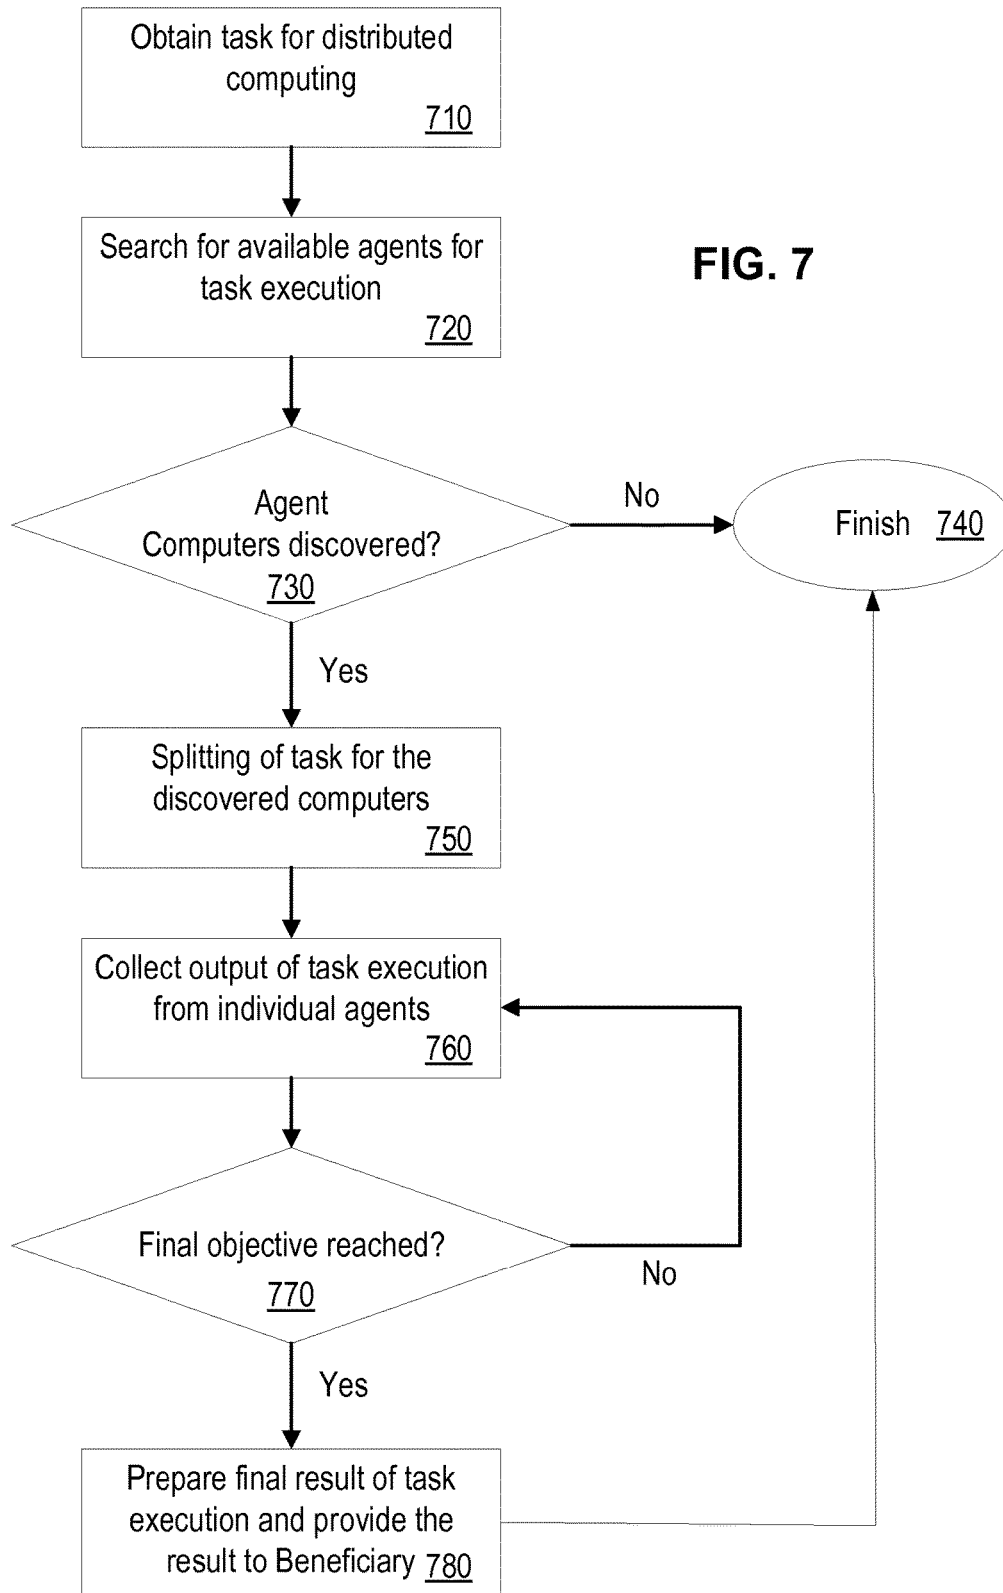 Obtain task for distributed
computing
710
Search for available agents for
task execution
720
FIG. 7
Agent
Computers discovered?
730
No
Finish 740
Yes
Splitting of task for the
discovered computers
750
Collect output of task execution
from individual agents
760
Final objective reached?
770
No
Yes
Prepare final result of task
execution and provide the
result to Beneficiary 780